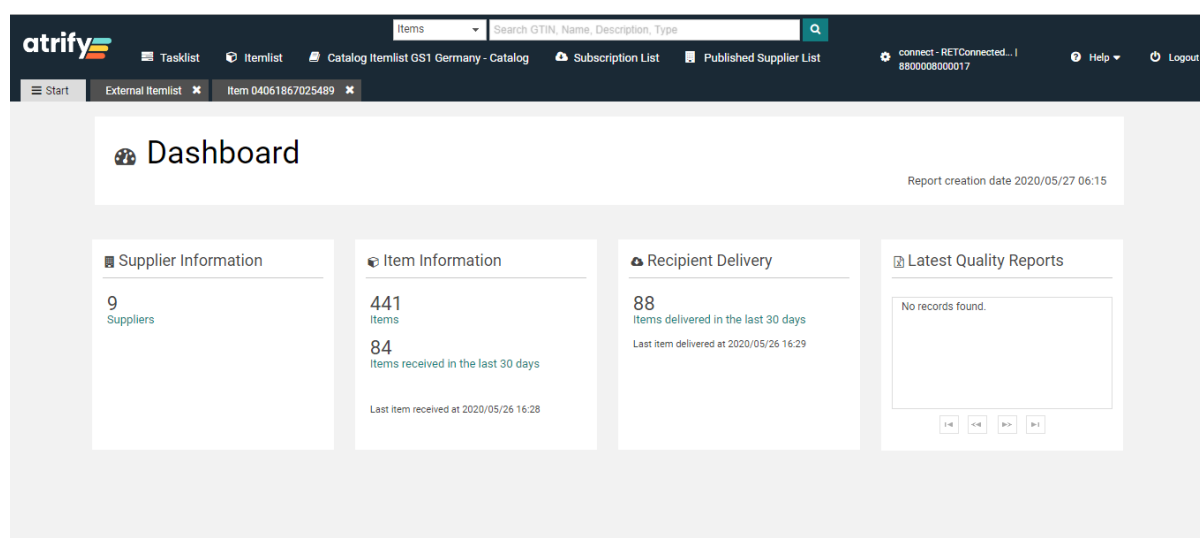 atrify
Items
Search GTIN, Name, Description, Type
Tasklist
Itemlist
Catalog Itemlist GS1 Germany - Catalog
Subscription List
Published Supplier List
connect - RETConnected... |
8800008000017
Help
Logout
Start
External Itemlist
Item 04061867025489
Dashboard
Report creation date 2020/05/27 06:15
Supplier Information
9
Suppliers
Item Information
441
Items
84
Items received in the last 30 days
Last item received at 2020/05/26 16:28
Recipient Delivery
88
Items delivered in the last 30 days
Last item delivered at 2020/05/26 16:29
Latest Quality Reports
No records found.